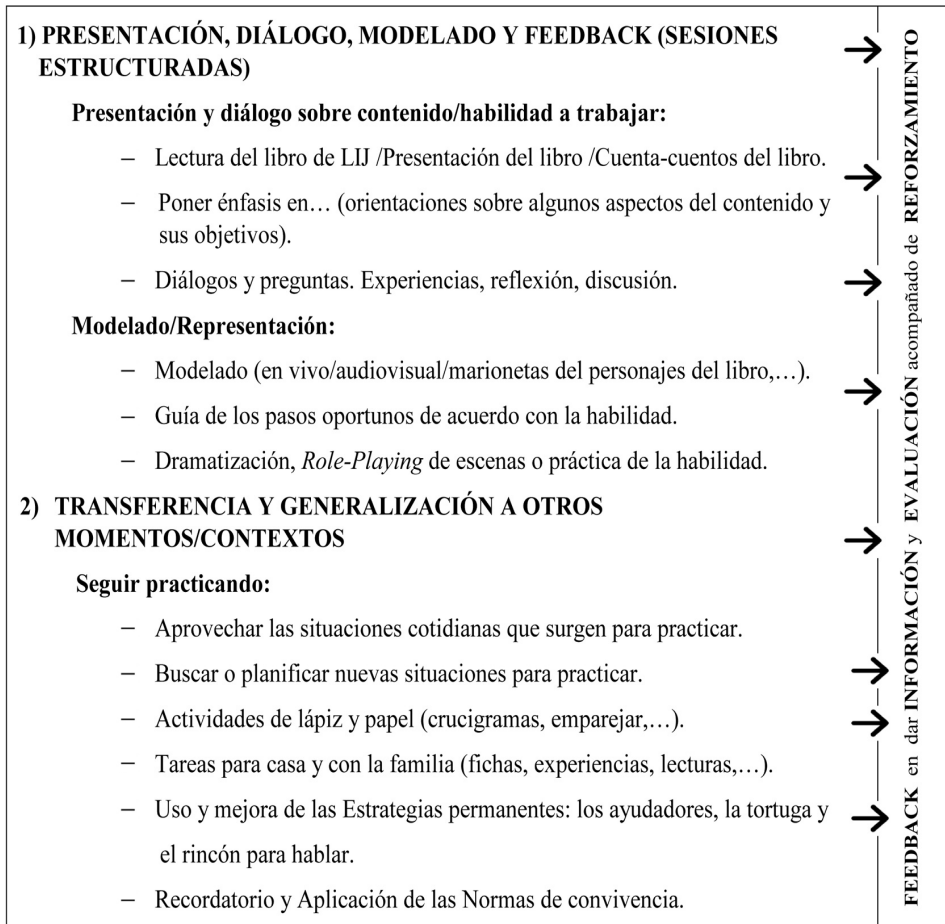 1) PRESENTACIÓN, DIÁLOGO, MODELADO Y FEEDBACK (SESIONES
ESTRUCTURADAS)
Presentación y diálogo sobre contenido/habilidad a trabajar:
– Lectura del libro de LIJ /Presentación del libro /Cuenta-cuentos del libro.
– Poner énfasis en… (orientaciones sobre algunos aspectos del contenido y
sus objetivos).
– Diálogos y preguntas. Experiencias, reflexión, discusión.
Modelado/Representación:
– Modelado (en vivo/audiovisual/marionetas del personajes del libro,…).
– Guía de los pasos oportunos de acuerdo con la habilidad.
– Dramatización, Role-Playing de escenas o práctica de la habilidad.
2) TRANSFERENCIA Y GENERALIZACIÓN A OTROS
MOMENTOS/CONTEXTOS
Seguir practicando:
– Aprovechar las situaciones cotidianas que surgen para practicar.
– Buscar o planificar nuevas situaciones para practicar.
– Actividades de lápiz y papel (crucigramas, emparejar,…).
– Tareas para casa y con la familia (fichas, experiencias, lecturas,…).
– Uso y mejora de las Estrategias permanentes: los ayudadores, la tortuga y
el rincón para hablar.
– Recordatorio y Aplicación de las Normas de convivencia.
FEEDBACK en dar INFORMACIÓN y EVALUACIÓN acompañado de REFORZAMIENTO